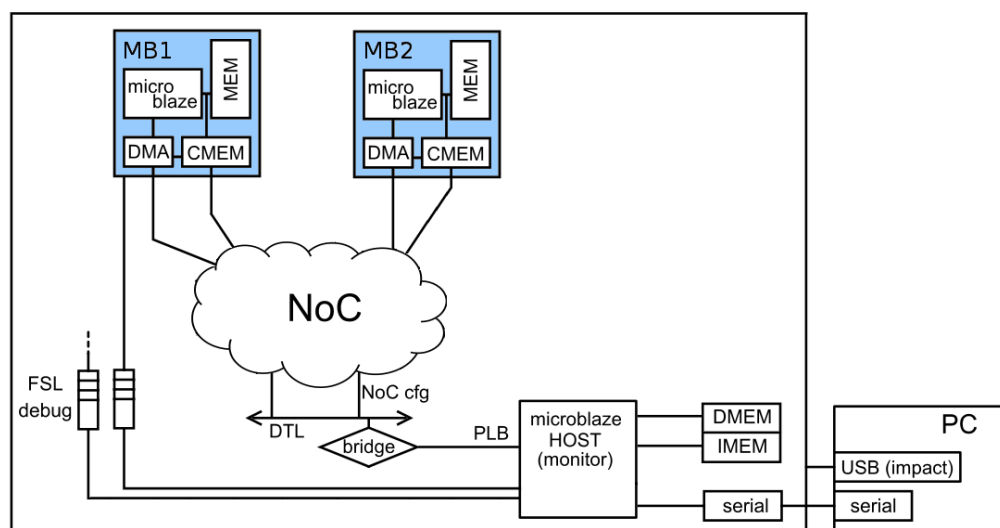 MB1
micro
blaze
MEM
DMA
CMEM
MB2
micro
blaze
MEM
DMA
CMEM
NoC
FSL
debug
NoC cfg
DTL
bridge
PLB
microblaze
HOST
(monitor)
DMEM
IMEM
serial
PC
USB (impact)
serial